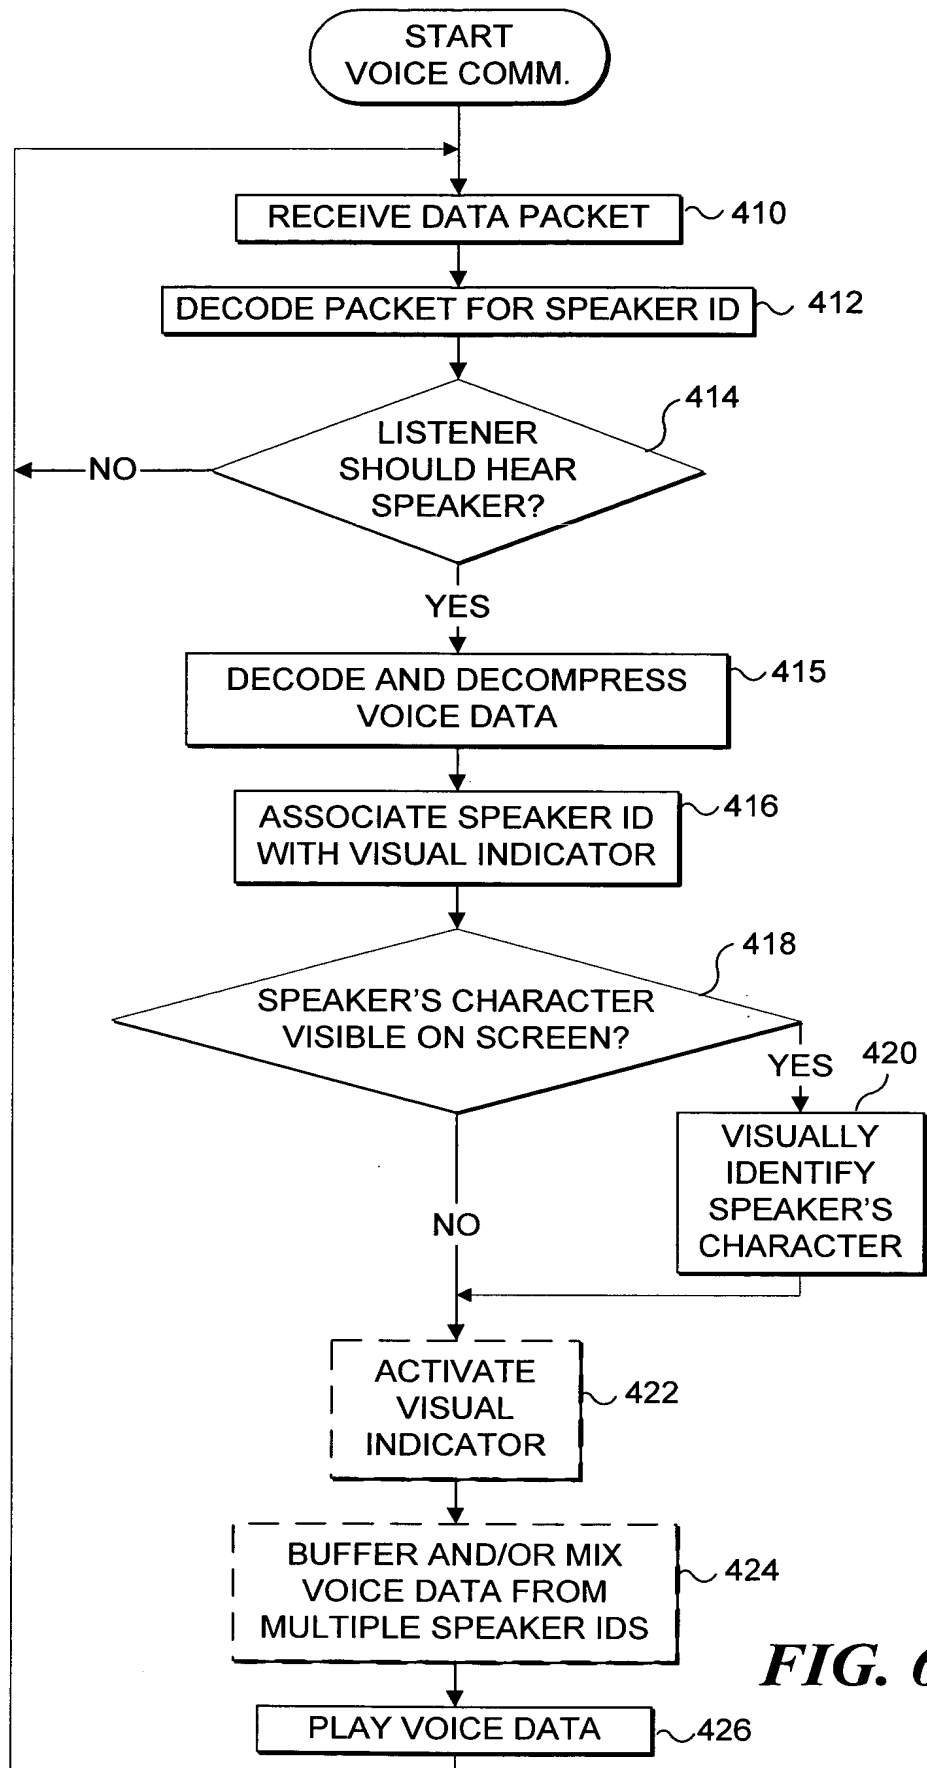 START
VOICE COMM.
RECEIVE DATA PACKET
410
DECODE PACKET FOR SPEAKER ID
412
414
LISTENER
SHOULD HEAR
SPEAKER?
NO
YES
DECODE AND DECOMPRESS
VOICE DATA
415
ASSOCIATE SPEAKER ID
WITH VISUAL INDICATOR
416
418
SPEAKER'S CHARACTER
VISIBLE ON SCREEN?
YES
420
VISUALLY
IDENTIFY
SPEAKER'S
CHARACTER
NO
ACTIVATE
VISUAL
INDICATOR
422
BUFFER AND/OR MIX
VOICE DATA FROM
MULTIPLE SPEAKER IDS
424
FIG. 6
PLAY VOICE DATA
426